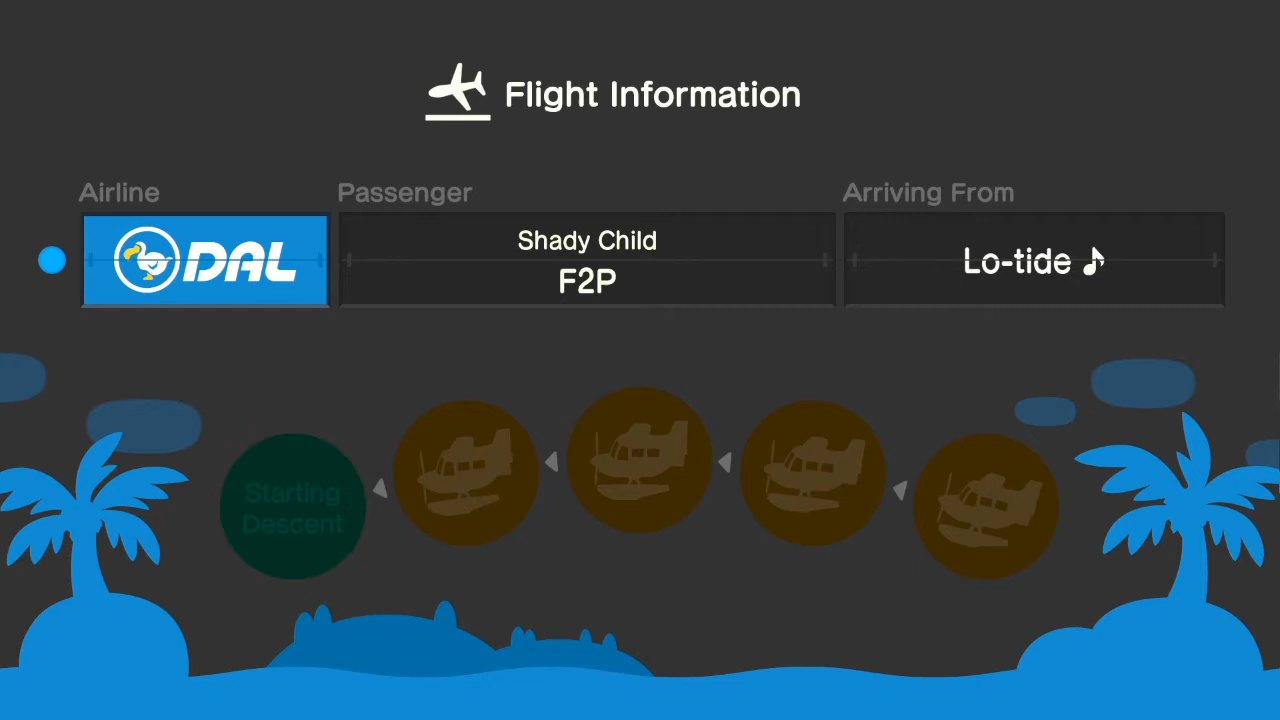 Flight Information
Airline
Passenger
Arriving From
DAL
Shady Child
F2P
Lo-tide ♪
Starting
Descent